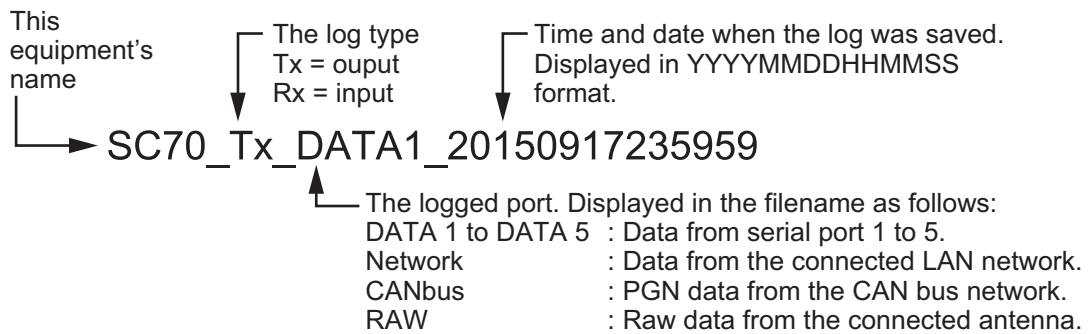 This
equipment's
name
The log type
Tx = ouput
Rx = input
Time and date when the log was saved.
Displayed in YYYYMMDDHHMMSS
format.
SC70_Tx_DATA1_20150917235959
The logged port. Displayed in the filename as follows:
DATA 1 to DATA 5 : Data from serial port 1 to 5.
Network : Data from the connected LAN network.
CANbus : PGN data from the CAN bus network.
RAW : Raw data from the connected antenna.